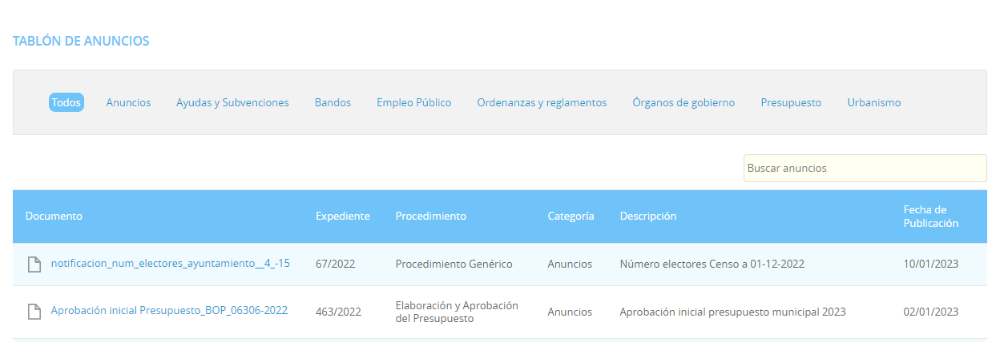 TABLÓN DE ANUNCIOS
Todos Anuncios Ayudas y Subvenciones Bandos Empleo Público Ordenanzas y reglamentos Órganos de gobierno Presupuesto Urbanismo
Buscar anuncios
Documento Expediente Procedimiento Categoría Descripción Fecha de Publicación
notificacion_num_electores_ayuntamiento__4_-15 67/2022 Procedimiento Genérico Anuncios Número electores Censo a 01-12-2022 10/01/2023
Aprobación inicial Presupuesto_BOP_06306-2022 463/2022 Elaboración y Aprobación del Presupuesto Anuncios Aprobación inicial presupuesto municipal 2023 02/01/2023